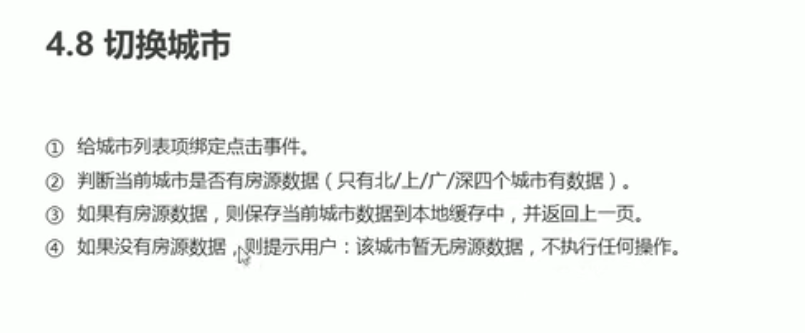 4.8 切换城市
① 给城市列表项绑定点击事件。
② 判断当前城市是否有房源数据（只有北/上/广/深四个城市有数据）。
③ 如果有房源数据，则保存当前城市数据到本地缓存中，并返回上一页。
④ 如果没有房源数据，则提示用户：该城市暂无房源数据，不执行任何操作。